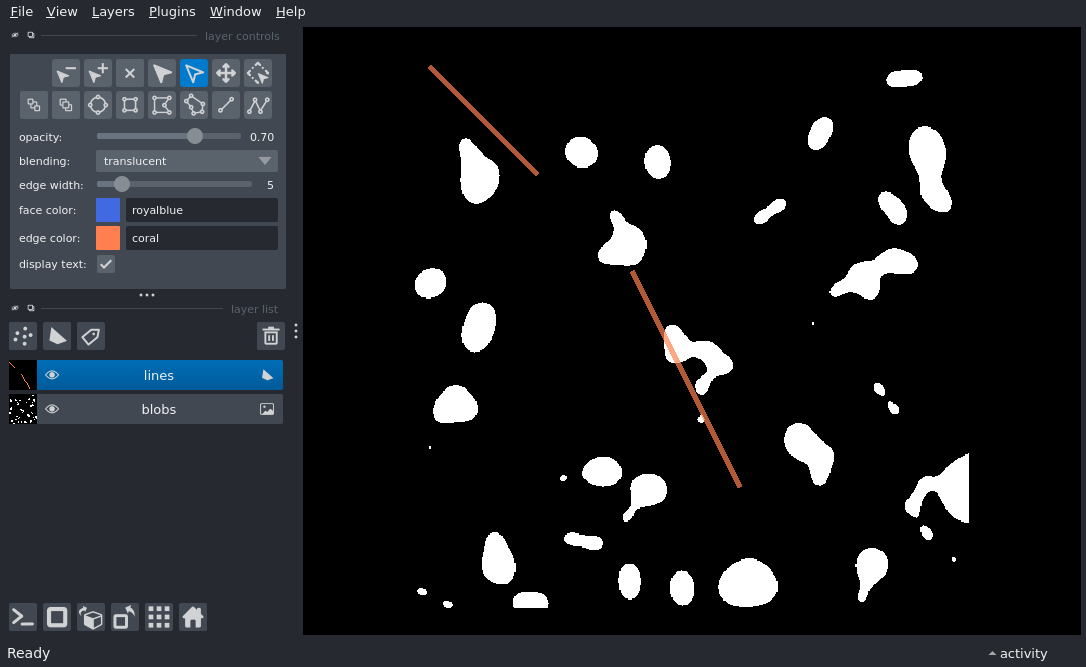 File View Layers Plugins Window Help
layer controls
opacity: 0.70
blending: translucent
edge width: 5
face color: royalblue
edge color: coral
display text:
layer list
lines
blobs
Ready activity